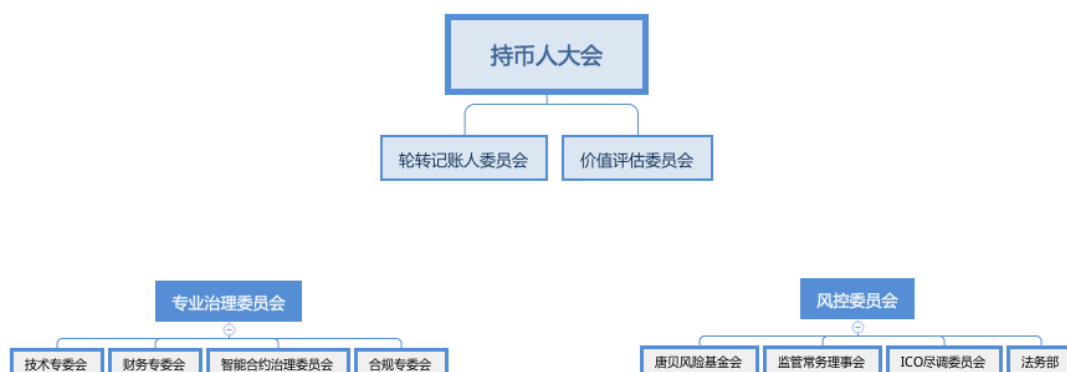 持币人大会
轮转记账人委员会
价值评估委员会
专业治理委员会
风控委员会
技术专委会
财务专委会
智能合约治理委员会
合规专委会
唐贝风险基金会
监管常务理事会
ICO尽调委员会
法务部